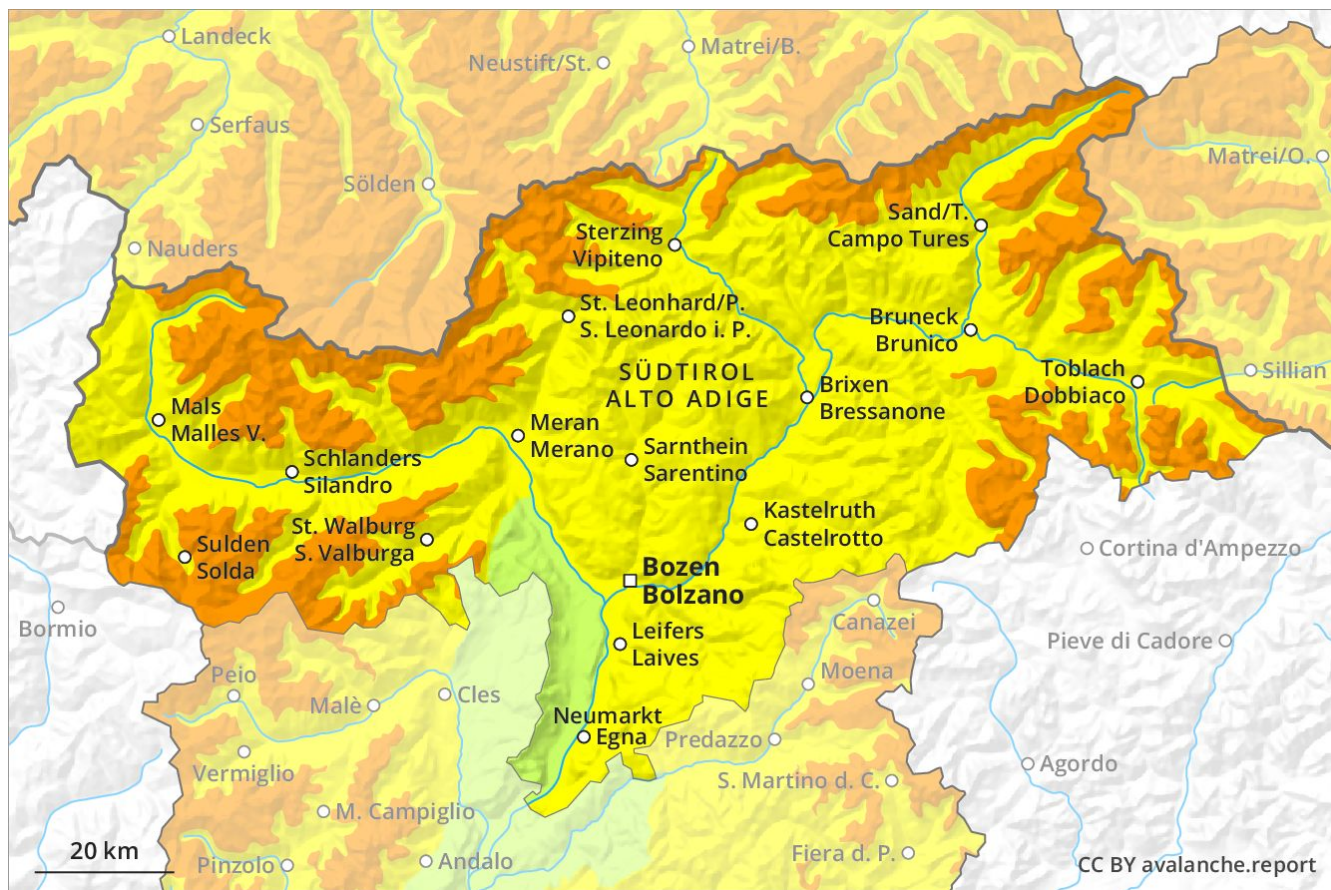 Landeck
Matrei/B.
Neustift/St.
Serfaus
Matrei/O.
Sölden
Sand/T.
Campo Tures
Sterzing
Vipiteno
Nauders
St. Leonhard/P.
S. Leonardo i. P.
Bruneck
Brunico
SÜDTIROL
ALTO ADIGE
Toblach
Dobbiaco
Sillian
Brixen
Bressanone
Mals
Malles V.
Meran
Merano
Sarnthein
Sarentino
Schlanders
Silandro
Kastelruth
Castelrotto
St. Walburg
S. Valburga
Sulden
Solda
Cortina d'Ampezzo
Bozen
Bolzano
Bormio
Canazei
Leifers
Laives
Pieve di Cadore
Moena
Peio
Cles
Malè
Neumarkt
Egna
Predazzo
Vermiglio
Agordo
S. Martino d. C.
M. Campiglio
20 km
Andalo
Fiera d. P.
Pinzolo
CC BY avalanche.report